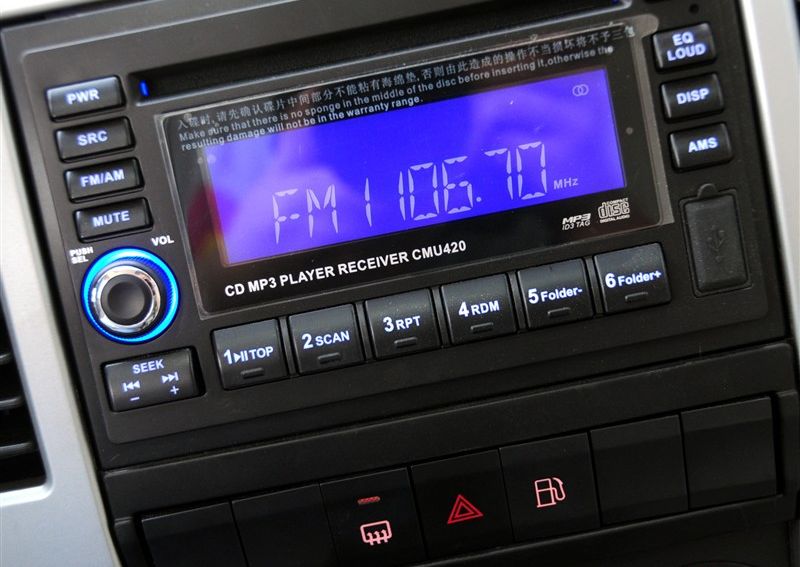 入碟时,请先确认碟片中间部分不能粘有海绵垫,否则由此造成的操作不当损坏将不予三包
Make sure that there is no sponge in the middle of the disc before inserting it,otherwise the
resulting damage will not in the warranty range.
PWR
SRC
FM/AM
MUTE
PUSH
SEL
VOL
FM1 106.70 MHz
MP3
ID3 TAG
COMPACT
disc
DIGITAL AUDIO
CD MP3 PLAYER RECEIVER CMU420
EQ
LOUD
DISP
AMS
SEEK
- +
1 TOP
2 SCAN
3 RPT
4 RDM
5 Folder-
6 Folder+